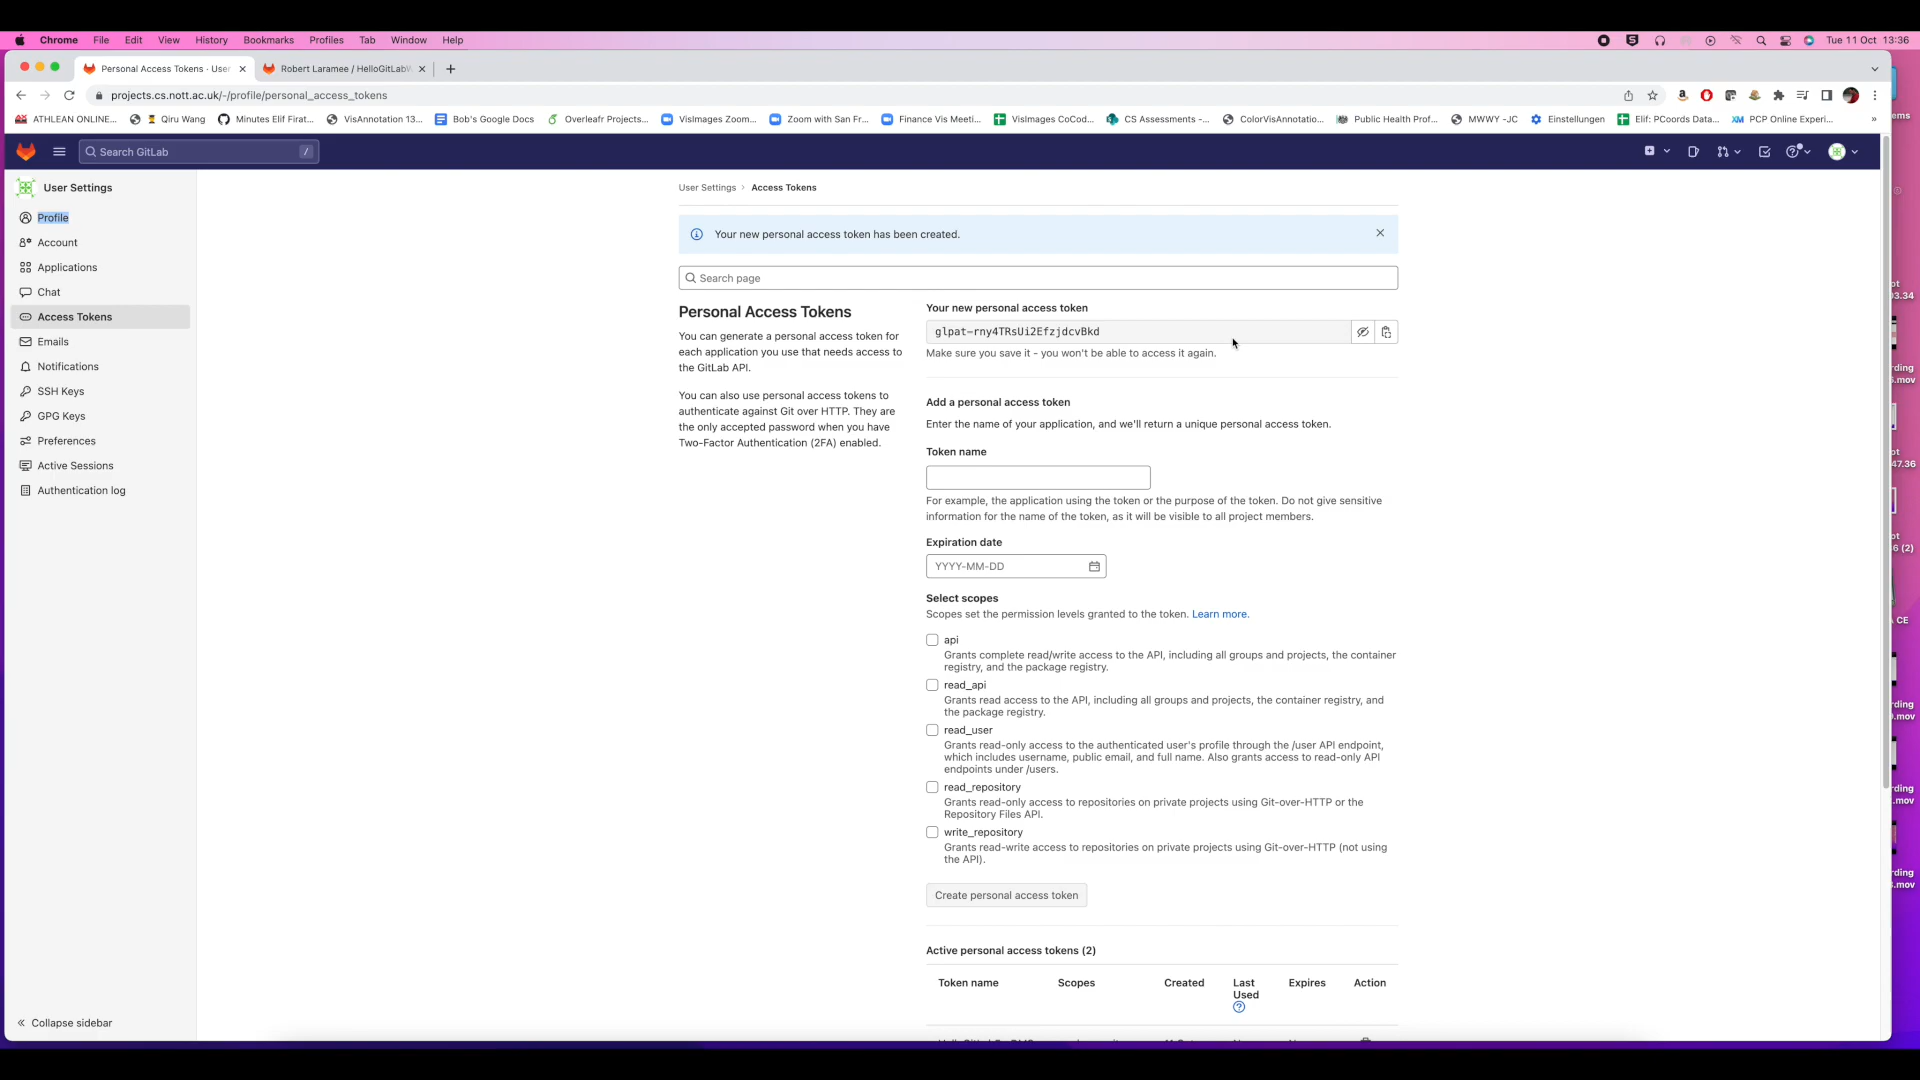 Chrome File Edit View History Bookmarks Profiles Tab Window Help Tue 11 Oct 13:36
Personal Access Tokens · User Robert Laramee / HelloGitLabW
projects.cs.nott.ac.uk/-/profile/personal_access_tokens
ATHLEAN ONLINE... Qiru Wang Minutes Elif Firat... VisAnnotation 13... Bob's Google Docs Overleafr Projects... VisImages Zoom... Zoom with San Fr... Finance Vis Meeti... VisImages CoCod... CS Assessments -... ColorVisAnnotatio... Public Health Prof... MWWY -JC Einstellungen Elif: PCoords Data... PCP Online Experi... »
Search GitLab /
User Settings
Profile
Account
Applications
Chat
Access Tokens
Emails
Notifications
SSH Keys
GPG Keys
Preferences
Active Sessions
Authentication log
Collapse sidebar
User Settings › Access Tokens
Your new personal access token has been created.
Search page
Personal Access Tokens
You can generate a personal access token for
each application you use that needs access to
the GitLab API.
You can also use personal access tokens to
authenticate against Git over HTTP. They are
the only accepted password when you have
Two-Factor Authentication (2FA) enabled.
Your new personal access token
glpat-rny4TRsUi2EfzjdcvBkd
Make sure you save it - you won't be able to access it again.
Add a personal access token
Enter the name of your application, and we'll return a unique personal access token.
Token name
For example, the application using the token or the purpose of the token. Do not give sensitive
information for the name of the token, as it will be visible to all project members.
Expiration date
YYYY-MM-DD
Select scopes
Scopes set the permission levels granted to the token. Learn more.
api
Grants complete read/write access to the API, including all groups and projects, the container
registry, and the package registry.
read_api
Grants read access to the API, including all groups and projects, the container registry, and
the package registry.
read_user
Grants read-only access to the authenticated user's profile through the /user API endpoint,
which includes username, public email, and full name. Also grants access to read-only API
endpoints under /users.
read_repository
Grants read-only access to repositories on private projects using Git-over-HTTP or the
Repository Files API.
write_repository
Grants read-write access to repositories on private projects using Git-over-HTTP (not using
the API).
Create personal access token
Active personal access tokens (2)
Token name Scopes Created Last Used Expires Action